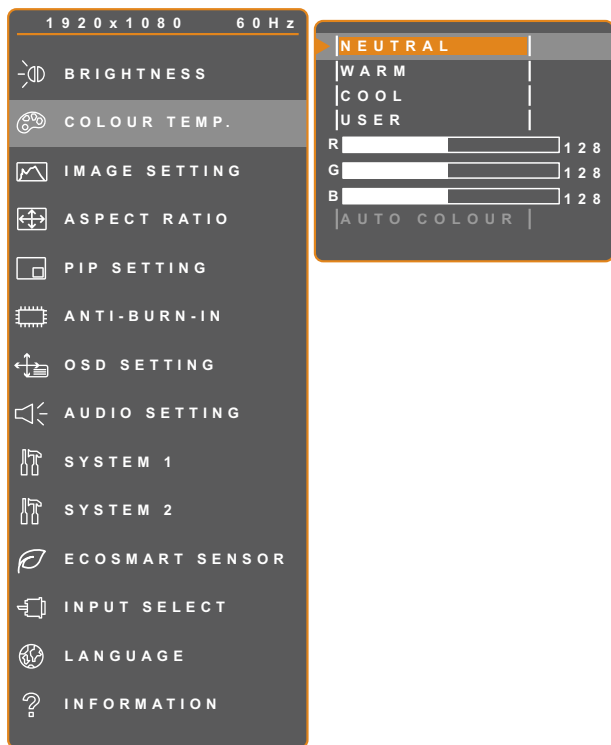 1920x1080 60Hz
BRIGHTNESS
COLOUR TEMP.
IMAGE SETTING
ASPECT RATIO
PIP SETTING
ANTI-BURN-IN
OSD SETTING
AUDIO SETTING
SYSTEM 1
SYSTEM 2
ECOSMART SENSOR
INPUT SELECT
LANGUAGE
INFORMATION
NEUTRAL
WARM
COOL
USER
R 128
G 128
B 128
AUTO COLOUR